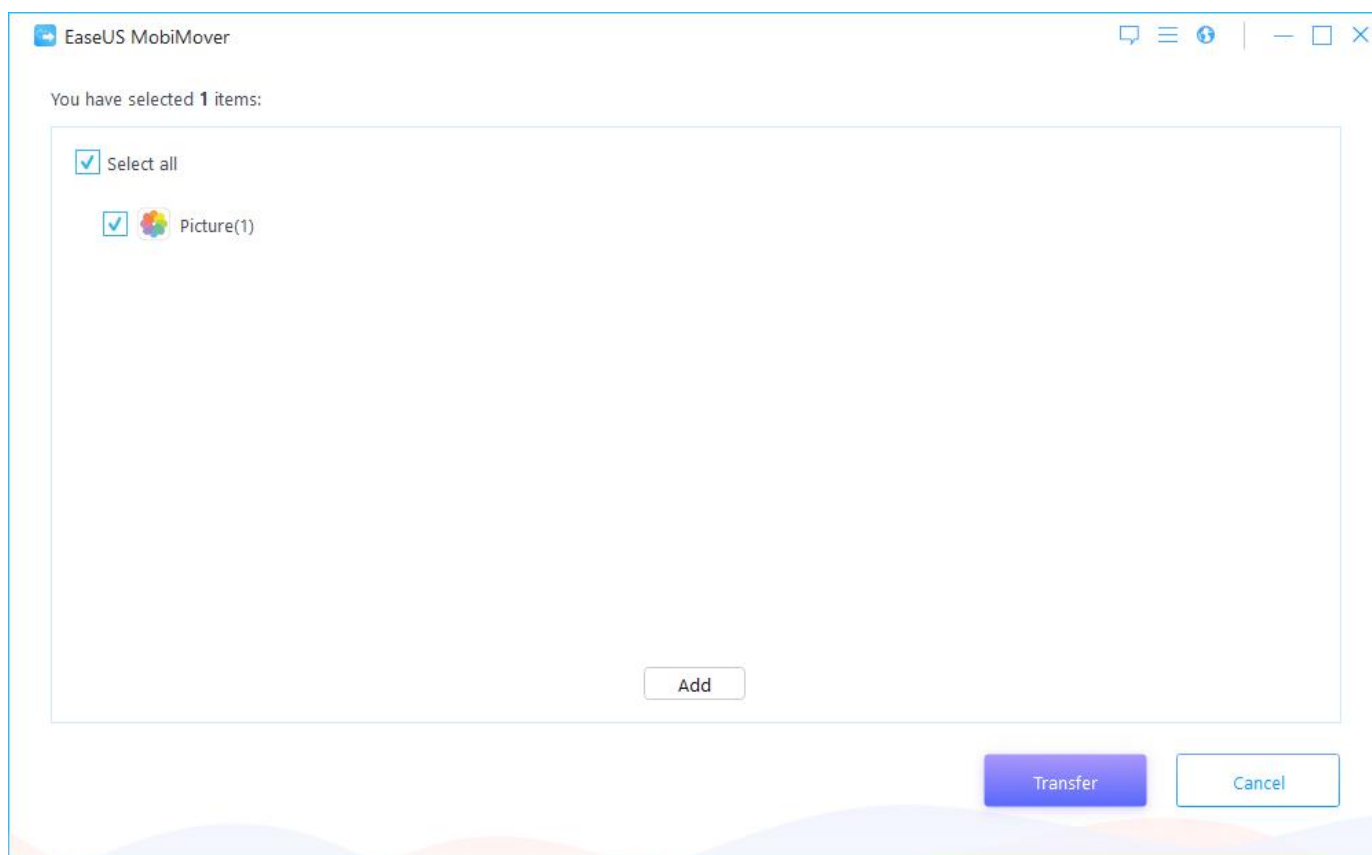 EaseUS MobiMover
You have selected 1 items:
Select all
Picture(1)
Add
Transfer
Cancel